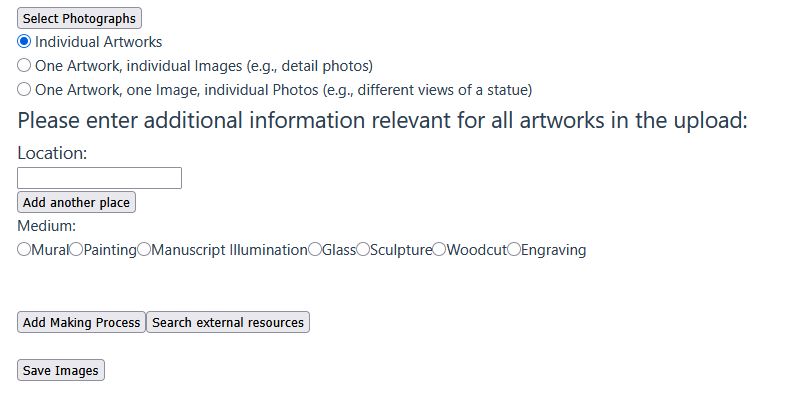 Select Photographs
Individual Artworks
One Artwork, individual Images (e.g., detail photos)
One Artwork, one Image, individual Photos (e.g., different views of a statue)
Please enter additional information relevant for all artworks in the upload:
Location:
Add another place
Medium:
Mural Painting Manuscript Illumination Glass Sculpture Woodcut Engraving
Add Making Process Search external resources
Save Images